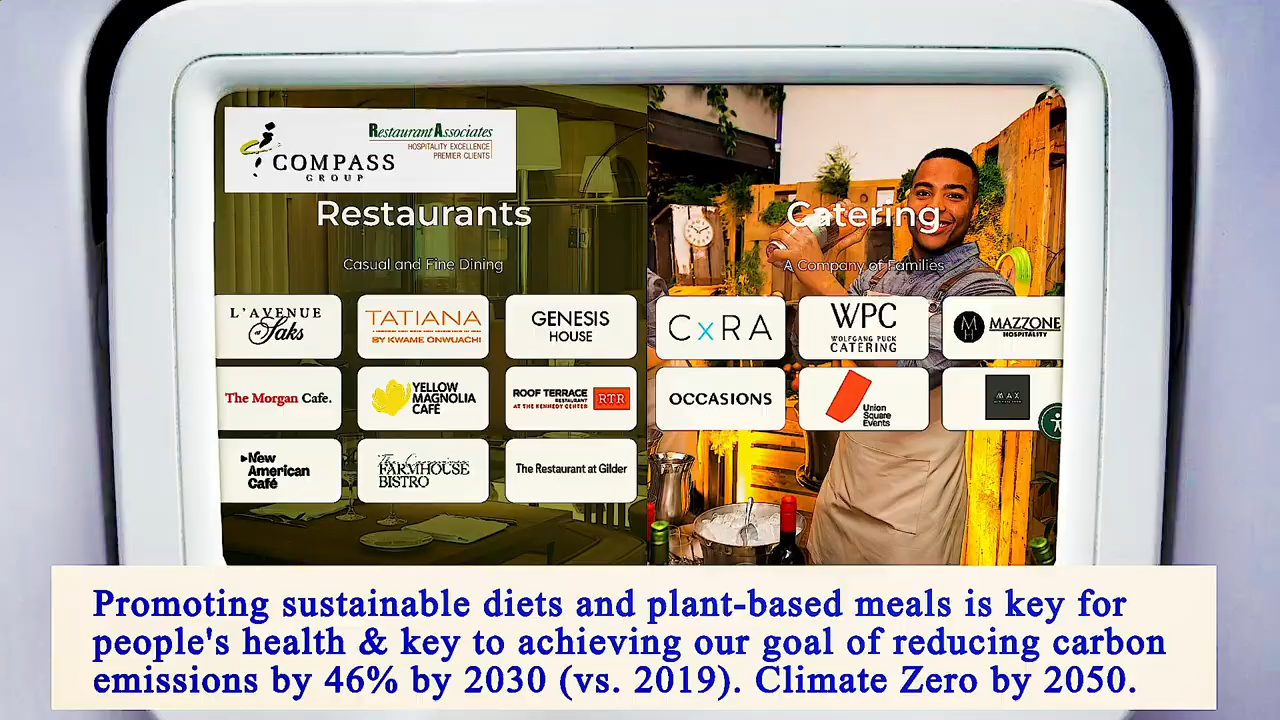 Restaurant Associates
HOSPITALITY EXCELLENCE
PREMIER CLIENTS
COMPASS
GROUP
Restaurants
Casual and Fine Dining
L'AVENUE
at Saks
TATIANA
BY KWAME ONWUACHI
GENESIS
HOUSE
The Morgan Cafe.
YELLOW
MAGNOLIA
CAFÉ
ROOF TERRACE
RESTAURANT
AT THE KENNEDY CENTER
RTR
New
American
Café
FARMHOUSE
BISTRO
The Restaurant at Gilder
Catering
A Company of Families
CxRA
WPC
WOLFGANG PUCK
CATERING
MH
MAZZONE
HOSPITALITY
OCCASIONS
Union
Square
Events
MAX
Promoting sustainable diets and plant-based meals is key for
people's health & key to achieving our goal of reducing carbon
emissions by 46% by 2030 (vs. 2019). Climate Zero by 2050.